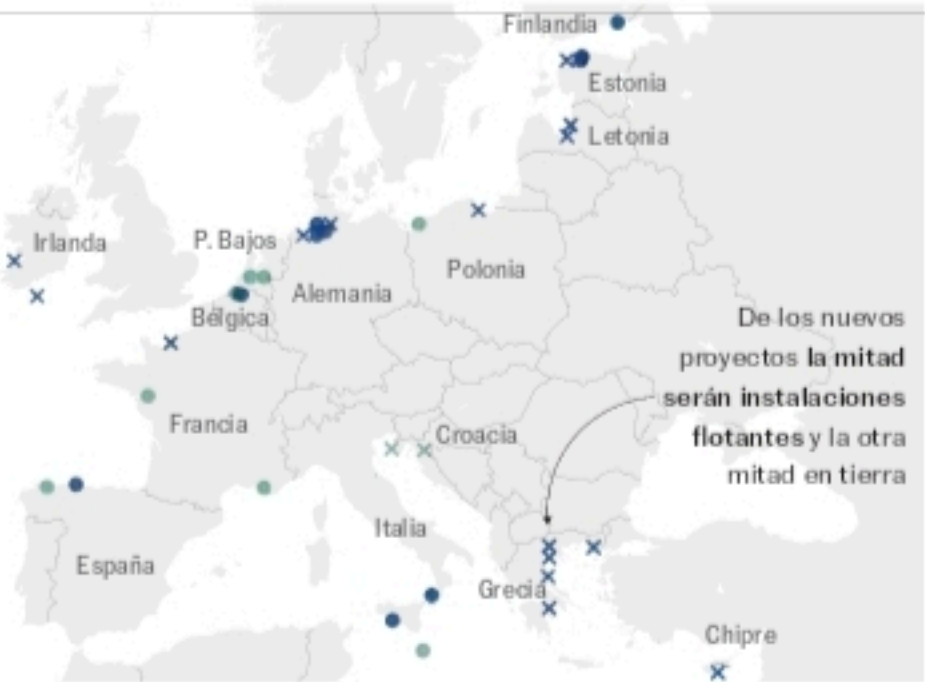 Finlandia
Estonia
Letonia
Irlanda
P. Bajos
Polonia
Alemania
Bélgica
De los nuevos
proyectos la mitad
serán instalaciones
flotantes y la otra
mitad en tierra
Francia
Croacia
Italia
España
Grecia
Chipre